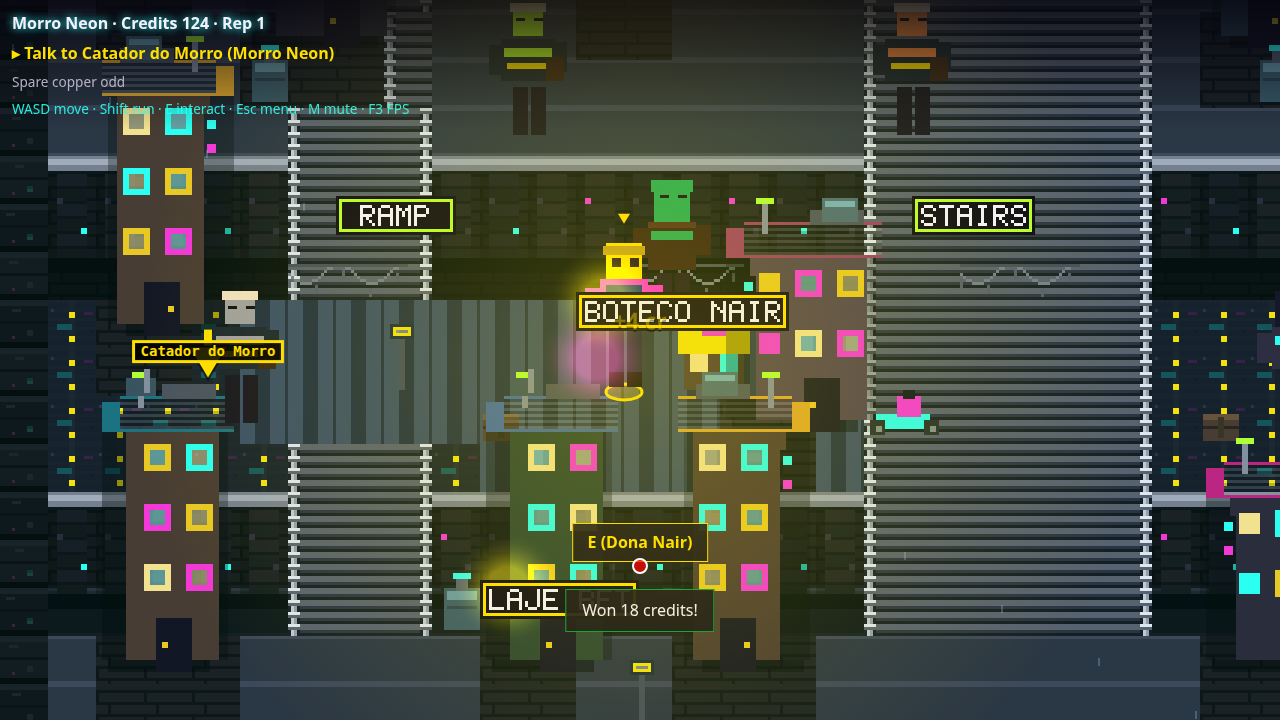 Morro Neon · Credits 124 · Rep 1
▸ Talk to Catador do Morro (Morro Neon)
Spare copper odd
WASD move · Shift run · E interact · Esc menu · M mute · F3 FPS
RAMP
STAIRS
BOTECO NAIR
Catador do Morro
E (Dona Nair)
LAJE
Won 18 credits!